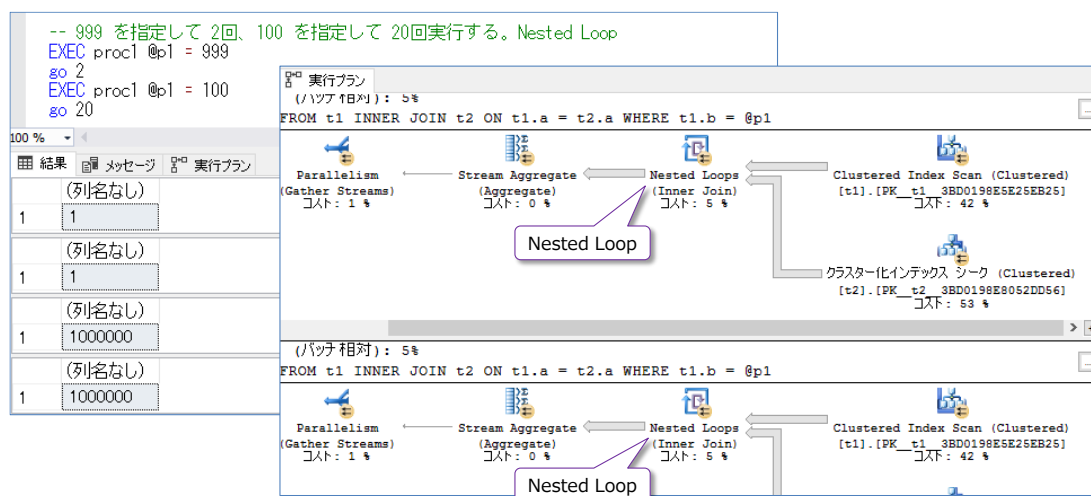 -- 999 を指定して 2回、100 を指定して 20回実行する。Nested Loop
EXEC proc1 @p1 = 999
go 2
EXEC proc1 @p1 = 100
go 20
100 %
結果 メッセージ 実行プラン
(列名なし)
1 1
(列名なし)
1 1
(列名なし)
1 1000000
(列名なし)
1 1000000
実行プラン
(バッチ相対): 5%
FROM t1 INNER JOIN t2 ON t1.a = t2.a WHERE t1.b = @p1
Parallelism
(Gather Streams)
コスト: 1 %
Stream Aggregate
(Aggregate)
コスト: 0 %
Nested Loops
(Inner Join)
コスト: 5 %
Clustered Index Scan (Clustered)
[t1].[PK__t1__3BD0198E5E25EB25]
コスト: 42 %
Nested Loop
クラスター化インデックス シーク (Clustered)
[t2].[PK__t2__3BD0198E8052DD56]
コスト: 53 %
(バッチ相対): 5%
FROM t1 INNER JOIN t2 ON t1.a = t2.a WHERE t1.b = @p1
Parallelism
(Gather Streams)
コスト: 1 %
Stream Aggregate
(Aggregate)
コスト: 0 %
Nested Loops
(Inner Join)
コスト: 5 %
Clustered Index Scan (Clustered)
[t1].[PK__t1__3BD0198E5E25EB25]
コスト: 42 %
Nested Loop